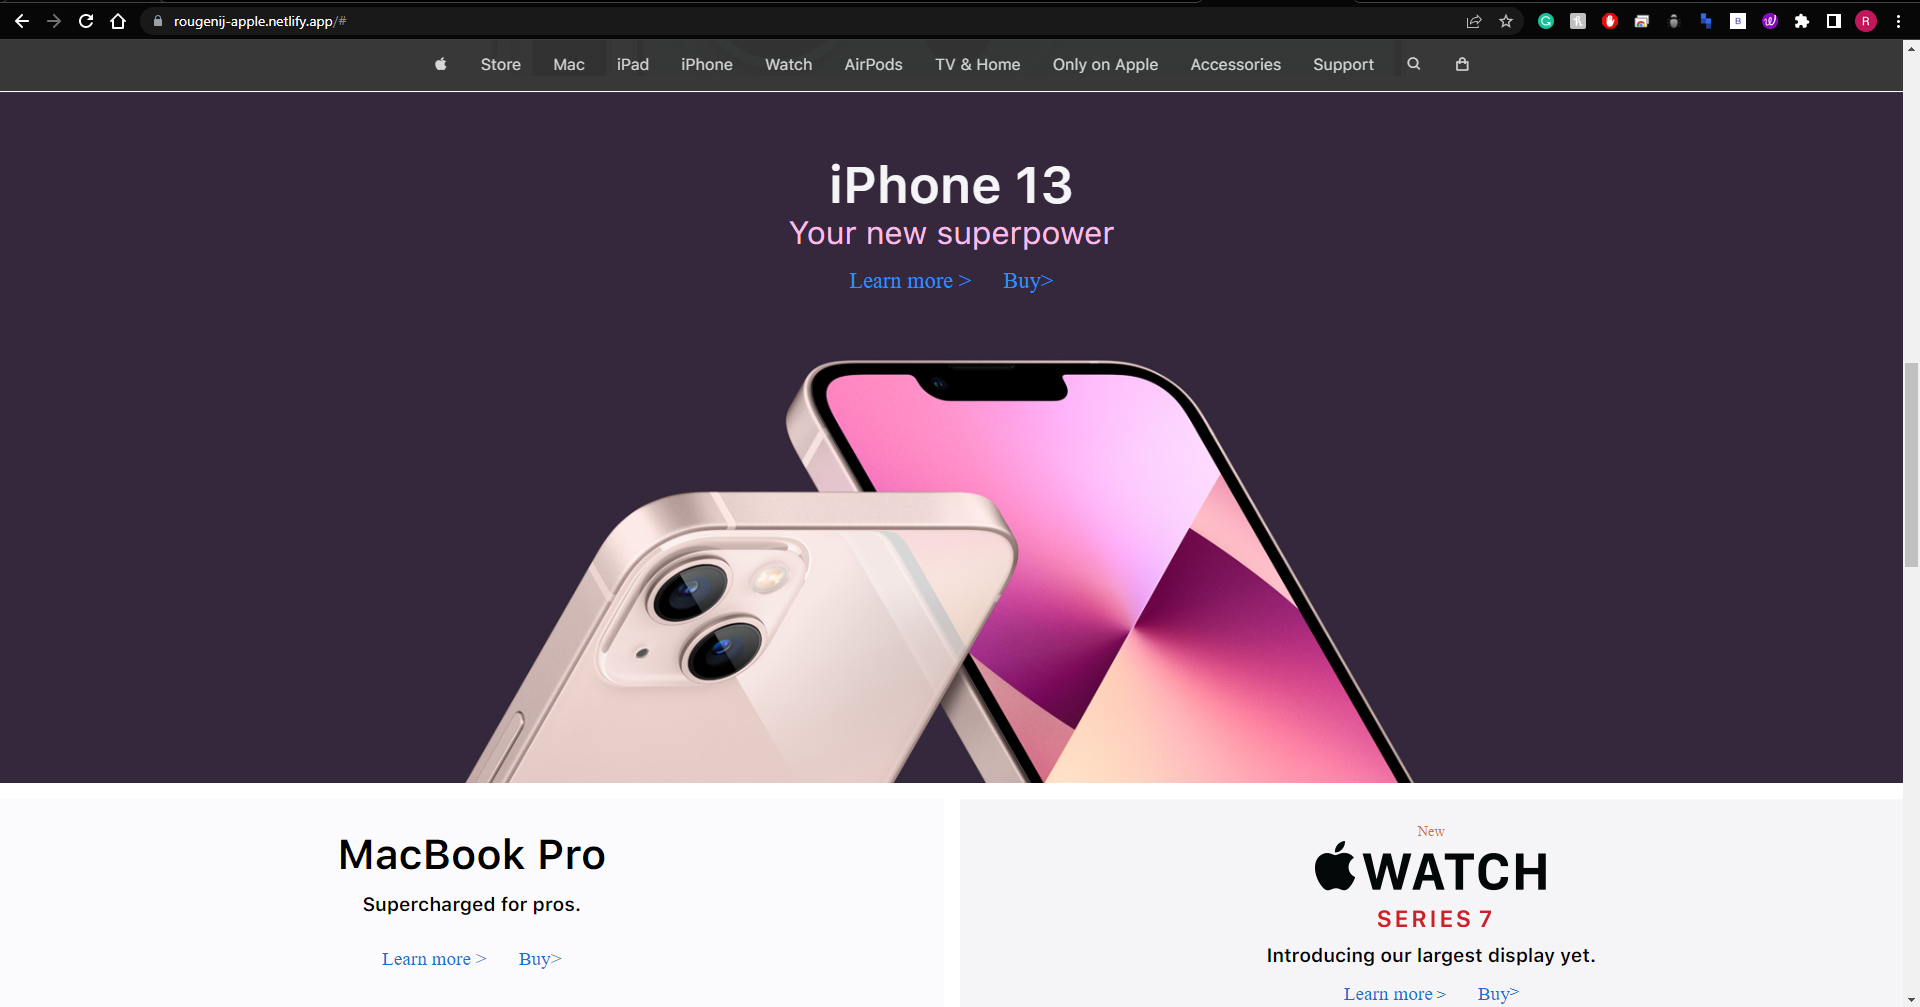 rougenij-apple.netlify.app/#
Store Mac iPad iPhone Watch AirPods TV & Home Only on Apple Accessories Support
iPhone 13
Your new superpower
Learn more > Buy>
MacBook Pro
Supercharged for pros.
Learn more > Buy>
New
WATCH
SERIES 7
Introducing our largest display yet.
Learn more > Buy>